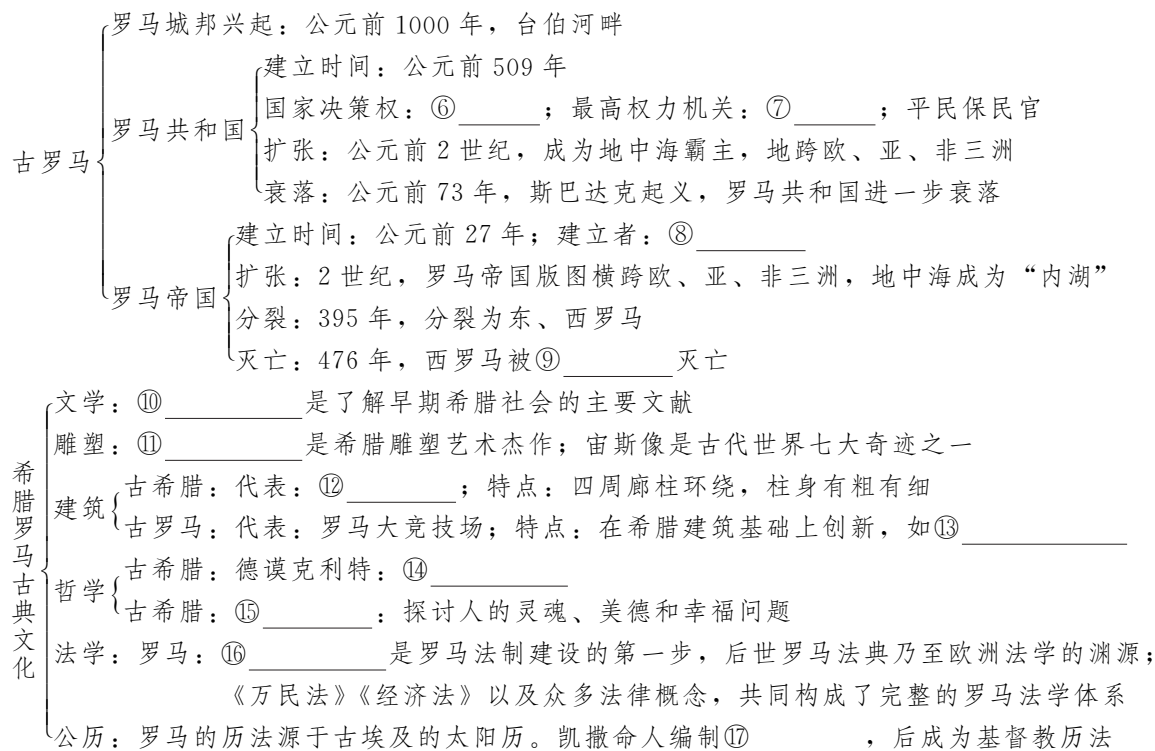 罗马城邦兴起：公元前 1000 年，台伯河畔
建立时间：公元前 509 年
国家决策权：⑥______；最高权力机关：⑦______；平民保民官
罗马共和国
扩张：公元前 2 世纪，成为地中海霸主，地跨欧、亚、非三洲
古罗马
衰落：公元前 73 年，斯巴达克起义，罗马共和国进一步衰落
建立时间：公元前 27 年；建立者：⑧________
扩张：2 世纪，罗马帝国版图横跨欧、亚、非三洲，地中海成为“内湖”
罗马帝国
分裂：395 年，分裂为东、西罗马
灭亡：476 年，西罗马被⑨________灭亡
文学：⑩__________是了解早期希腊社会的主要文献
雕塑：⑪__________是希腊雕塑艺术杰作；宙斯像是古代世界七大奇迹之一
希腊罗马古典文化
建筑
古希腊：代表：⑫________；特点：四周廊柱环绕，柱身有粗有细
古罗马：代表：罗马大竞技场；特点：在希腊建筑基础上创新，如⑬____________
哲学
古希腊：德谟克利特：⑭__________
古希腊：⑮________：探讨人的灵魂、美德和幸福问题
法学：罗马：⑯__________是罗马法制建设的第一步，后世罗马法典乃至欧洲法学的渊源；
《万民法》《经济法》以及众多法律概念，共同构成了完整的罗马法学体系
公历：罗马的历法源于古埃及的太阳历。凯撒命人编制⑰________，后成为基督教历法